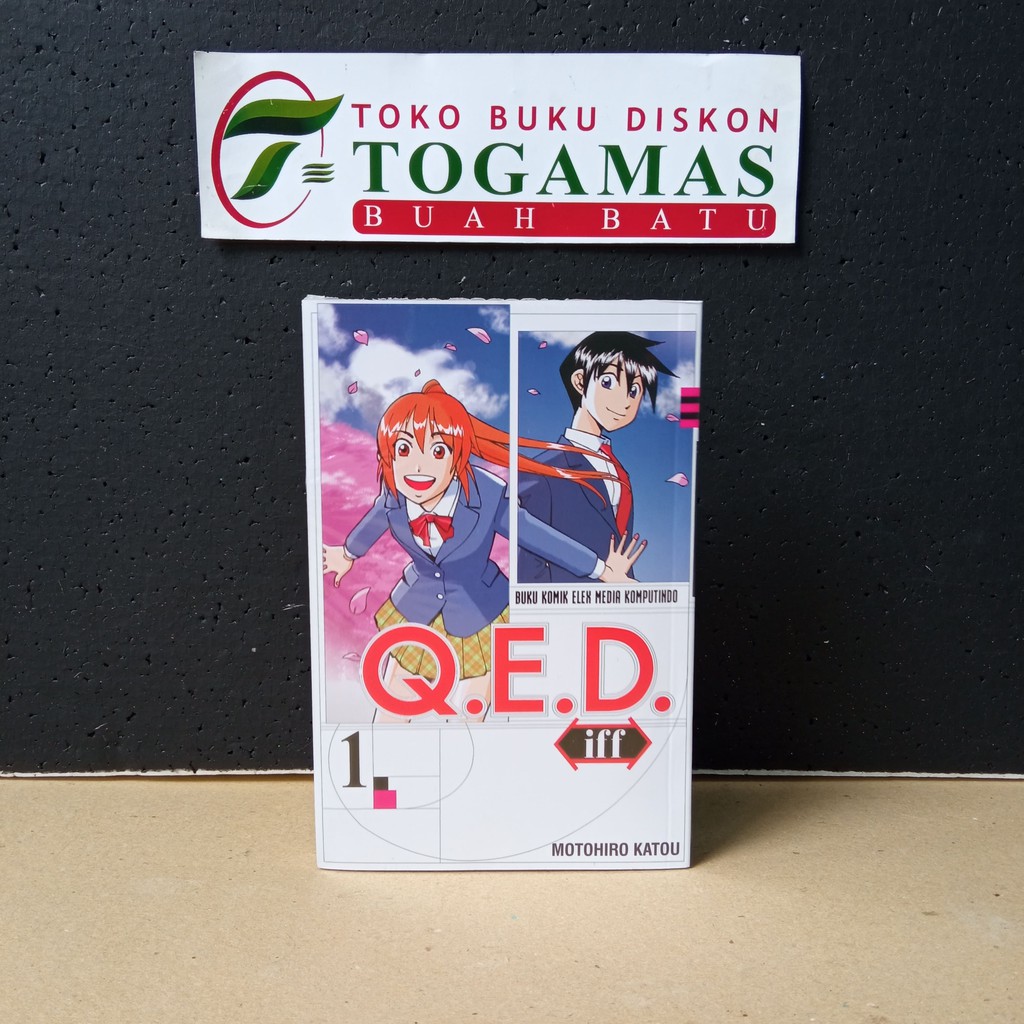 TOKO BUKU DISKON
TOGAMAS
BUAH BATU
BUKU KOMIK ELEX MEDIA KOMPUTINDO
Q.E.D.
iff
1
MOTOHIRO KATOU